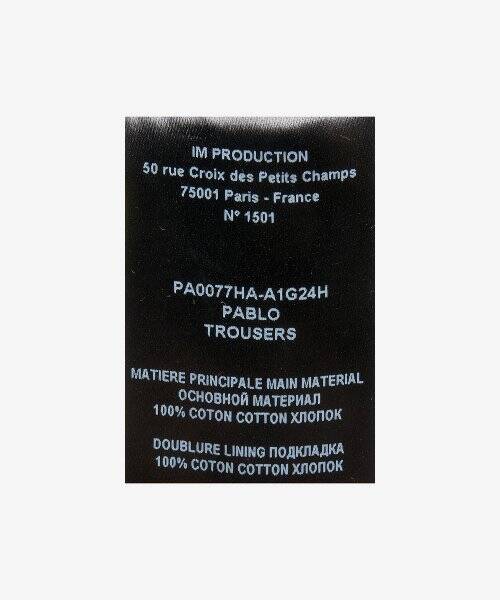 IM PRODUCTION
50 rue Croix des Petits Champs
75001 Paris - France
N° 1501
PA0077HA-A1G24H
PABLO
TROUSERS
MATIERE PRINCIPALE MAIN MATERIAL
ОСНОВНОЙ МАТЕРИАЛ
100% COTON COTTON ХЛОПОК
DOUBLURE LINING ПОДКЛАДКА
100% COTON COTTON ХЛОПОК